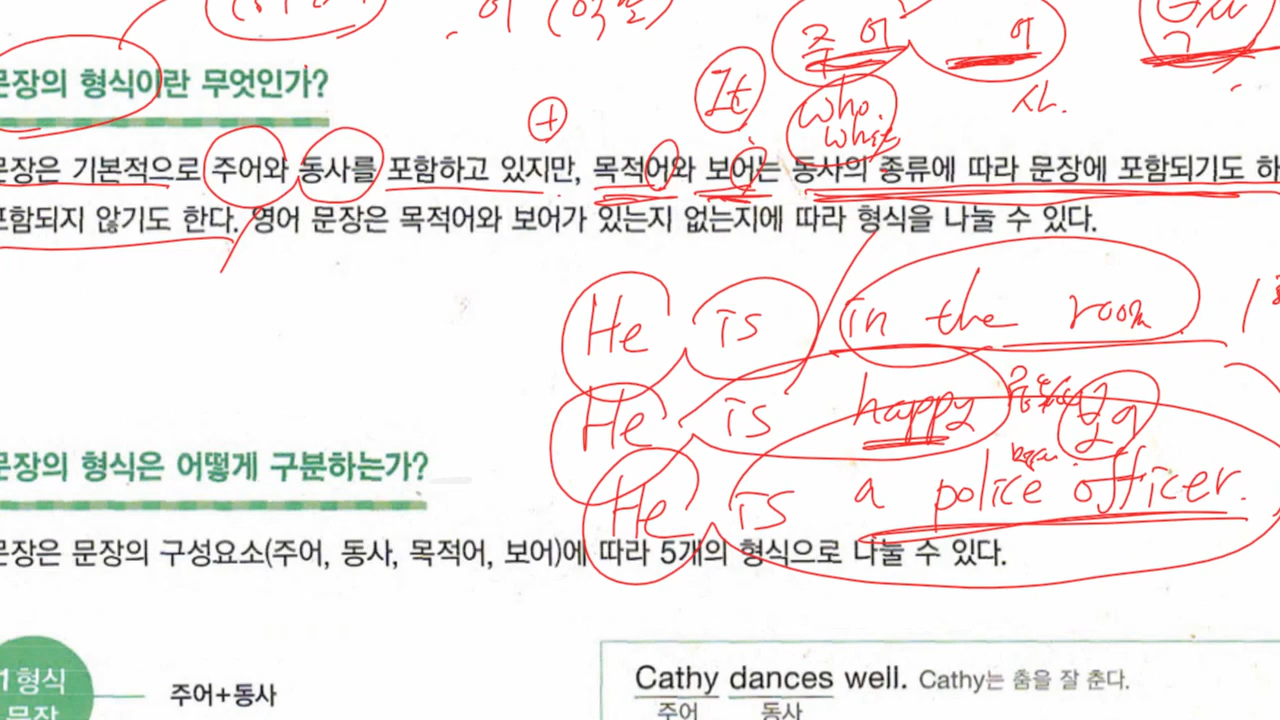 주어 어
It who
what 사.
문장의 형식이란 무엇인가?
+
문장은 기본적으로 주어와 동사를 포함하고 있지만, 목적어와 보어는 동사의 종류에 따라 문장에 포함되기도 하
포함되지 않기도 한다. 영어 문장은 목적어와 보어가 있는지 없는지에 따라 형식을 나눌 수 있다.
He is in the room 1
He is happy
문장의 형식은 어떻게 구분하는가?
He is a police officer.
문장은 문장의 구성요소(주어, 동사, 목적어, 보어)에 따라 5개의 형식으로 나눌 수 있다.
1형식
문장
주어+동사
Cathy dances well. Cathy는 춤을 잘 춘다.
주어 동사